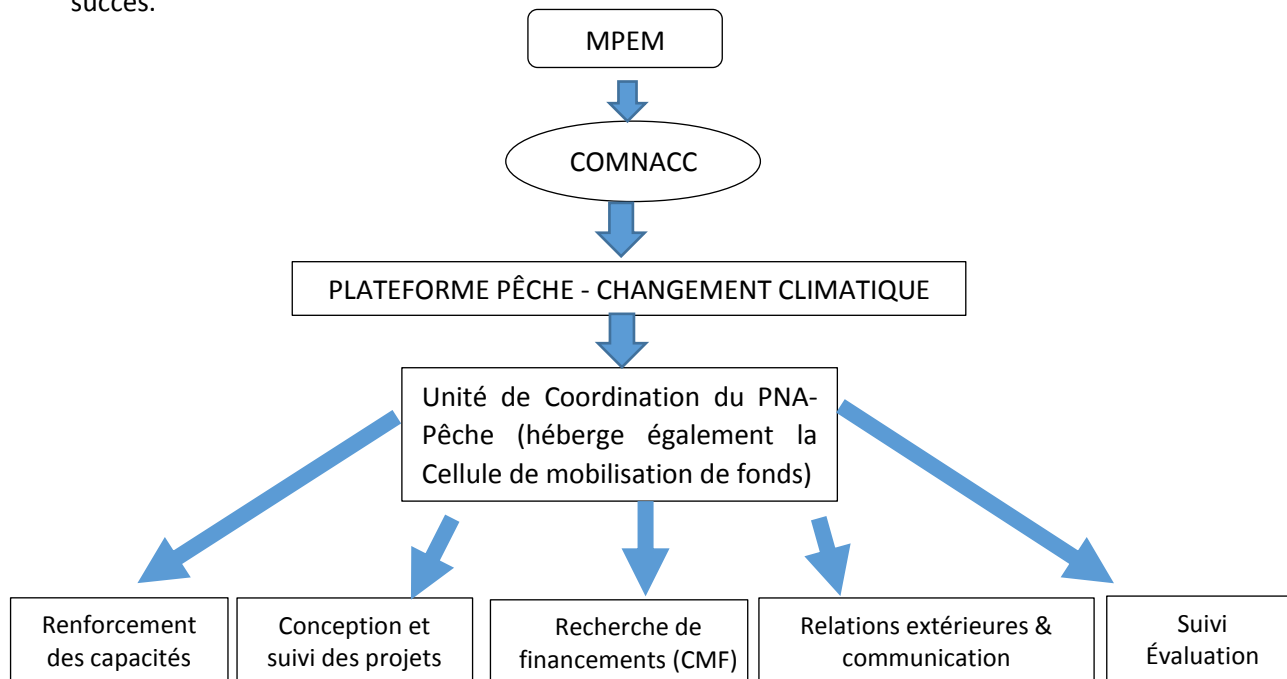 succès.
MPEM
COMNACC
PLATEFORME PÊCHE - CHANGEMENT CLIMATIQUE
Unité de Coordination du PNA-
Pêche (héberge également la
Cellule de mobilisation de fonds)
Renforcement
des capacités
Conception et
suivi des projets
Recherche de
financements (CMF)
Relations extérieures &
communication
Suivi
Évaluation